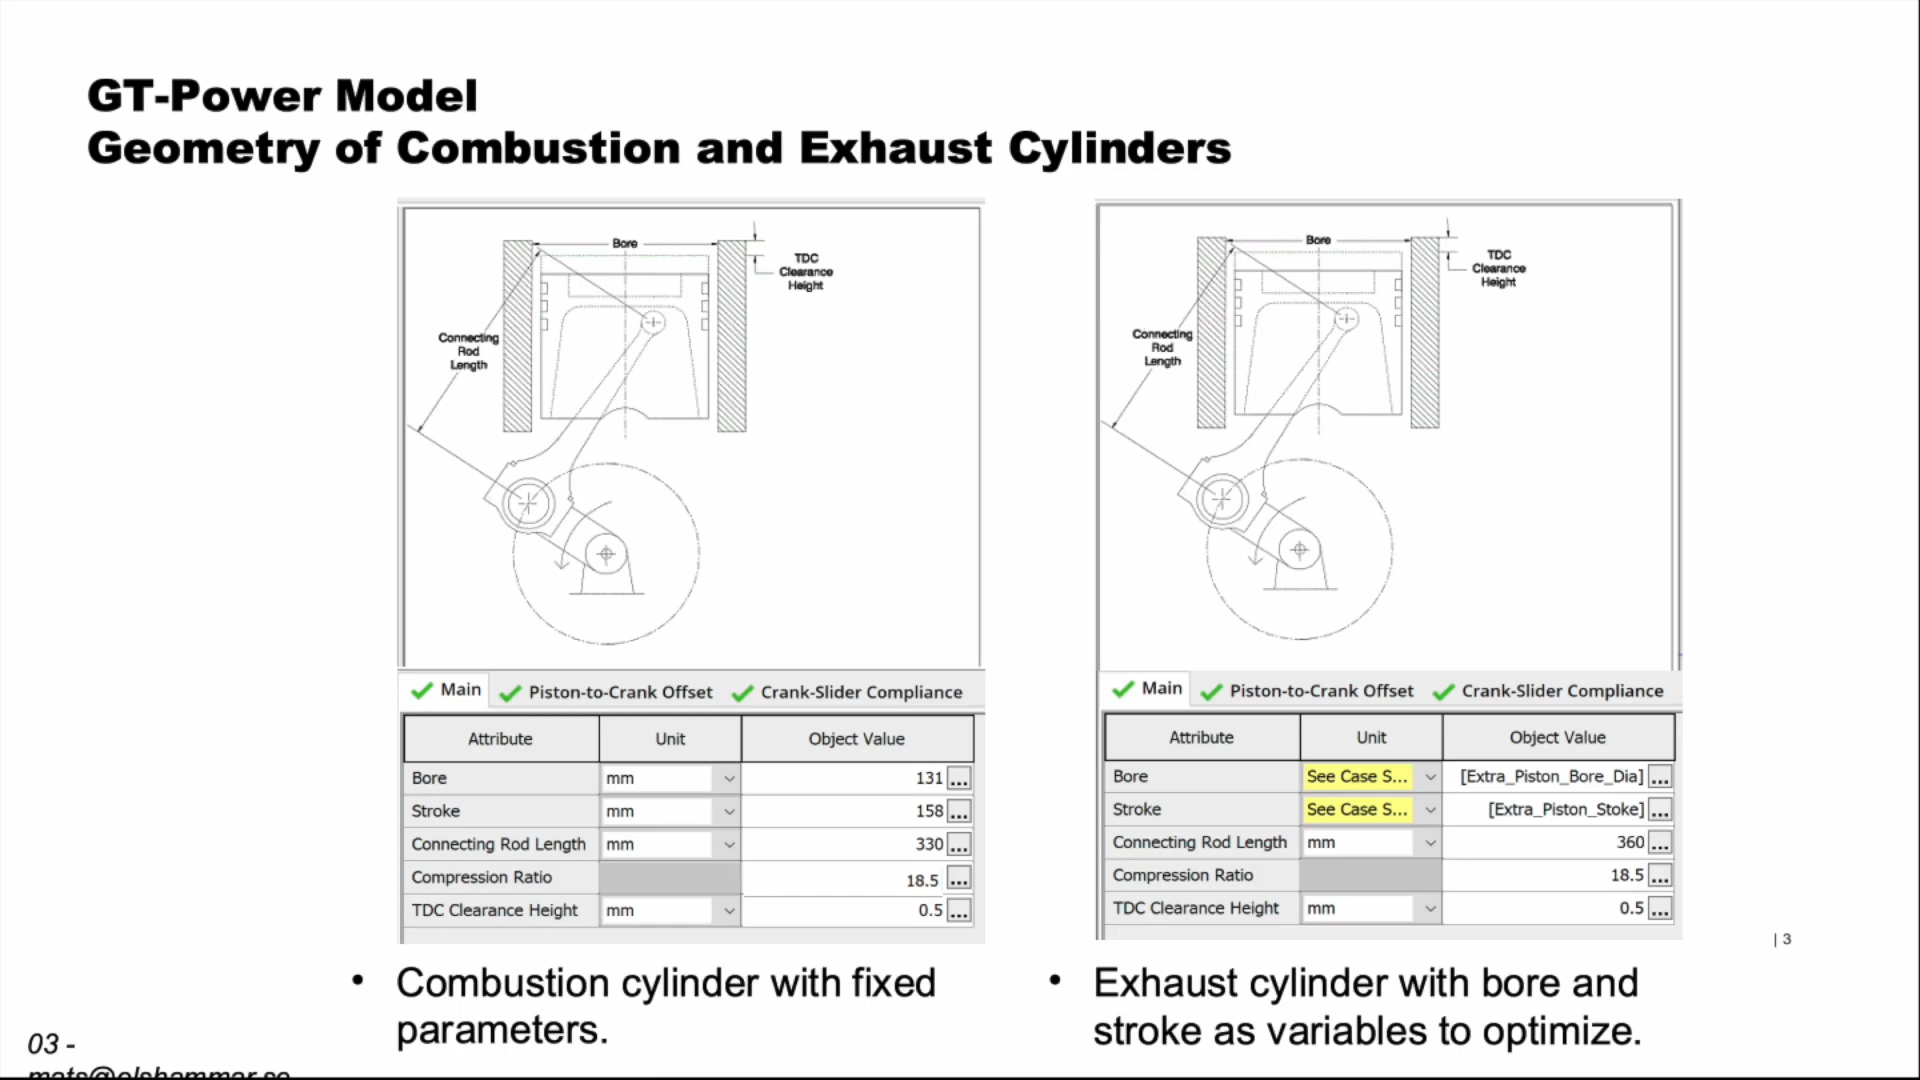 GT-Power Model
Geometry of Combustion and Exhaust Cylinders
Bore
TDC
Clearance
Height
Connecting
Rod
Length
Main
Piston-to-Crank Offset
Crank-Slider Compliance
Attribute Unit Object Value
Bore mm 131 ...
Stroke mm 158 ...
Connecting Rod Length mm 330 ...
Compression Ratio 18.5 ...
TDC Clearance Height mm 0.5 ...
• Combustion cylinder with fixed
parameters.
Bore
TDC
Clearance
Height
Connecting
Rod
Length
Main
Piston-to-Crank Offset
Crank-Slider Compliance
Attribute Unit Object Value
Bore See Case S... [Extra_Piston_Bore_Dia] ...
Stroke See Case S... [Extra_Piston_Stoke] ...
Connecting Rod Length mm 360 ...
Compression Ratio 18.5 ...
TDC Clearance Height mm 0.5 ...
• Exhaust cylinder with bore and
stroke as variables to optimize.
| 3
03 -
mats@olshammar.se